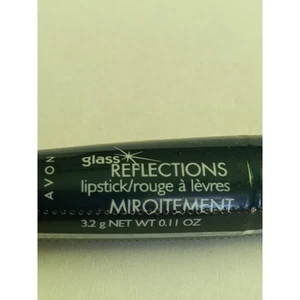 AVON
glass
REFLECTIONS
lipstick/rouge à lèvres
MIROITEMENT
3.2 g NET WT 0.11 OZ